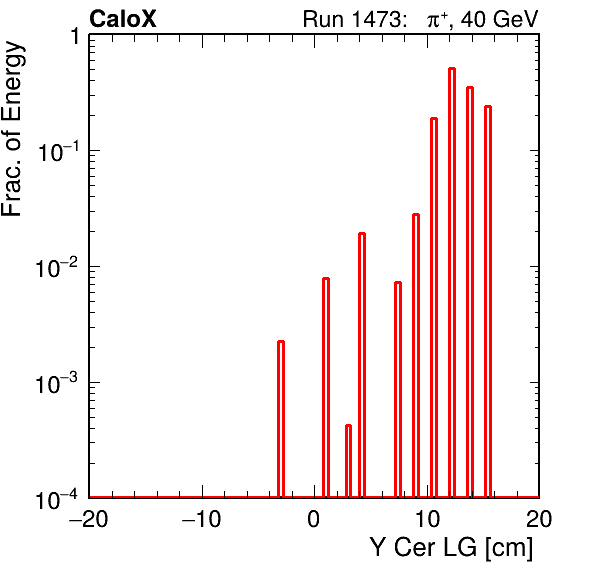 CaloX Run 1473: π⁺, 40 GeV
Frac. of Energy
1
10⁻¹
10⁻²
10⁻³
10⁻⁴
−20 −10 0 10 20
Y Cer LG [cm]